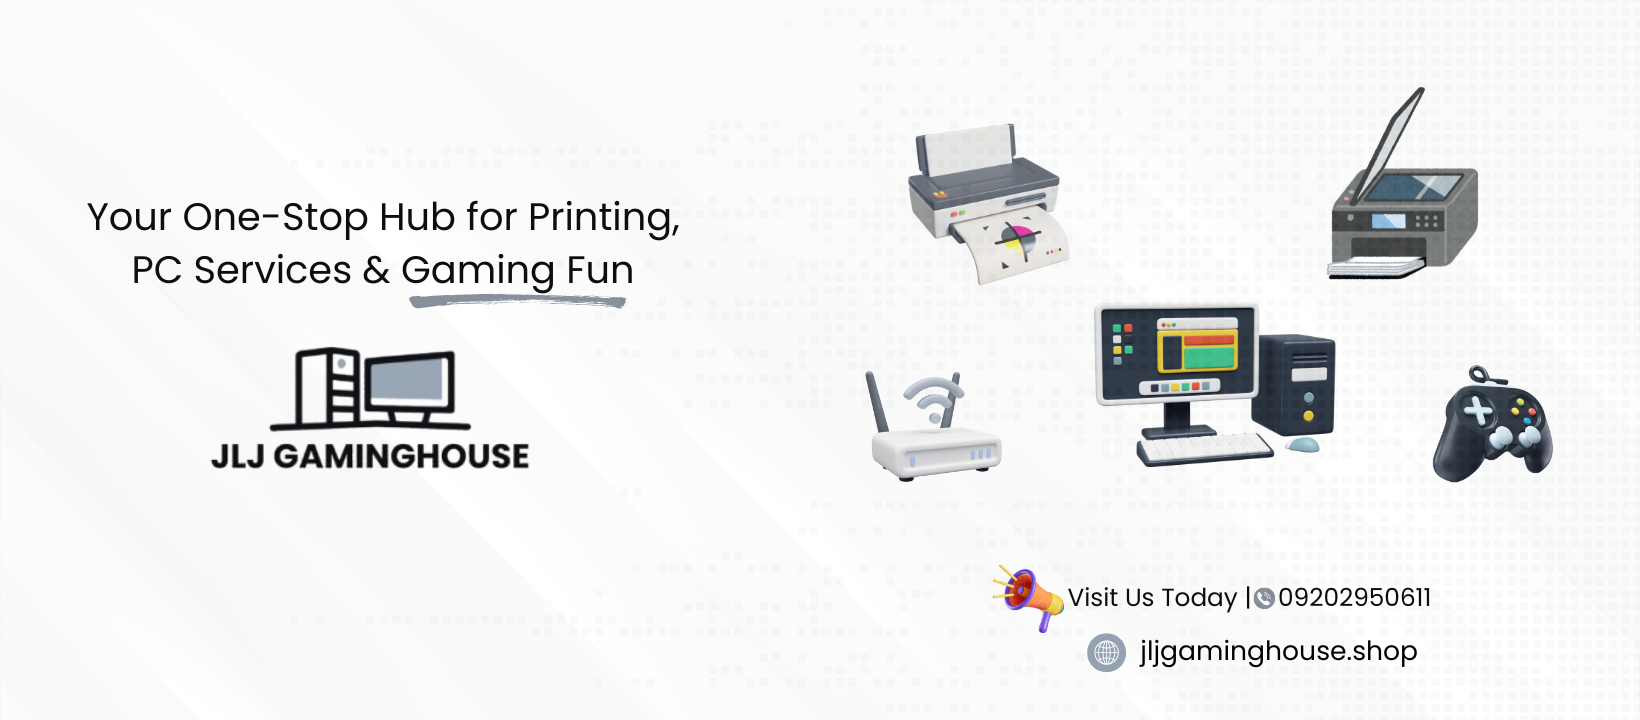 Your One-Stop Hub for Printing,
PC Services & Gaming Fun
JLJ GAMINGHOUSE
Visit Us Today | 09202950611
jljgaminghouse.shop